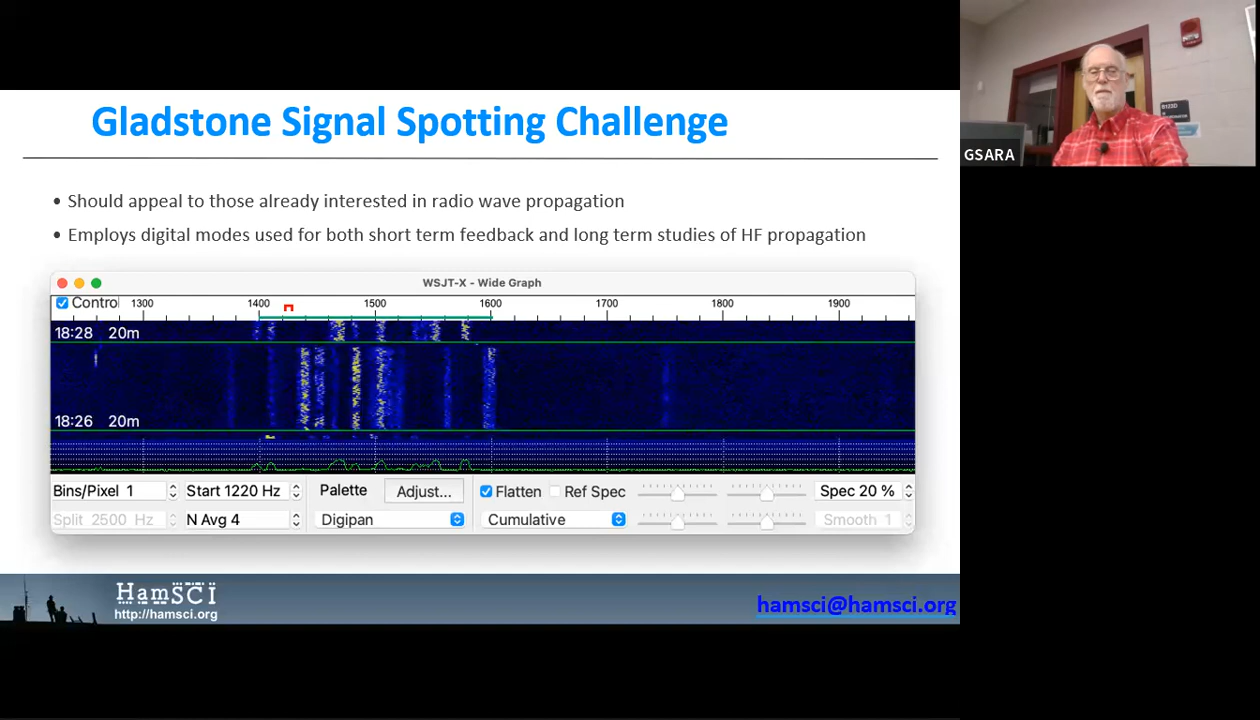 Gladstone Signal Spotting Challenge
GSARA
• Should appeal to those already interested in radio wave propagation
• Employs digital modes used for both short term feedback and long term studies of HF propagation
WSJT-X - Wide Graph
Contro 1300 1400 1500 1600 1700 1800 1900
18:28 20m
18:26 20m
Bins/Pixel 1 Start 1220 Hz Palette Adjust... Flatten Ref Spec Spec 20 %
Split 2500 Hz N Avg 4 Digipan Cumulative Smooth 1
HamSCI
http://hamsci.org
hamsci@hamsci.org